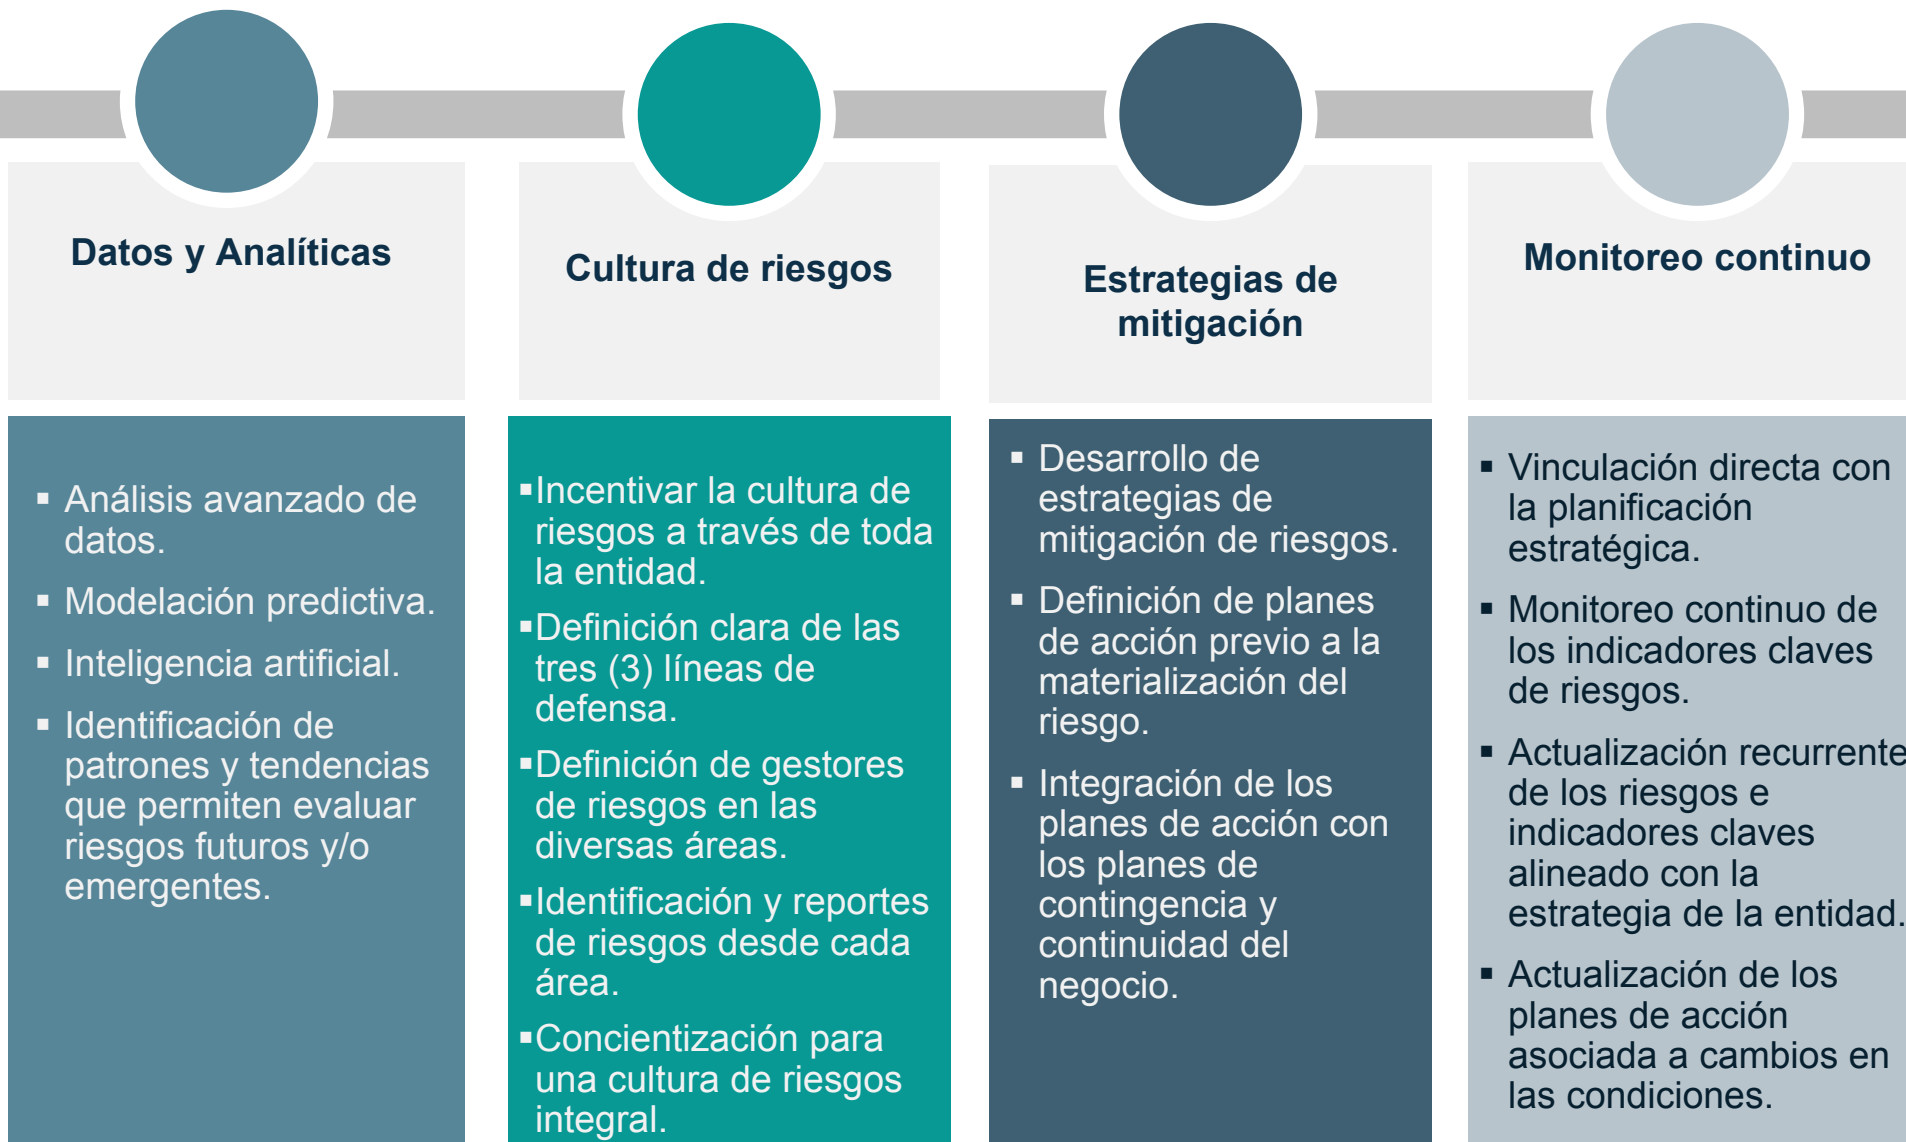 Datos y Analíticas
▪ Análisis avanzado de
datos.
▪ Modelación predictiva.
▪ Inteligencia artificial.
▪ Identificación de
patrones y tendencias
que permiten evaluar
riesgos futuros y/o
emergentes.
Cultura de riesgos
▪Incentivar la cultura de
riesgos a través de toda
la entidad.
▪Definición clara de las
tres (3) líneas de
defensa.
▪Definición de gestores
de riesgos en las
diversas áreas.
▪Identificación y reportes
de riesgos desde cada
área.
▪Concientización para
una cultura de riesgos
integral.
Estrategias de
mitigación
▪ Desarrollo de
estrategias de
mitigación de riesgos.
▪ Definición de planes
de acción previo a la
materialización del
riesgo.
▪ Integración de los
planes de acción con
los planes de
contingencia y
continuidad del
negocio.
Monitoreo continuo
▪ Vinculación directa con
la planificación
estratégica.
▪ Monitoreo continuo de
los indicadores claves
de riesgos.
▪ Actualización recurrente
de los riesgos e
indicadores claves
alineado con la
estrategia de la entidad.
▪ Actualización de los
planes de acción
asociada a cambios en
las condiciones.